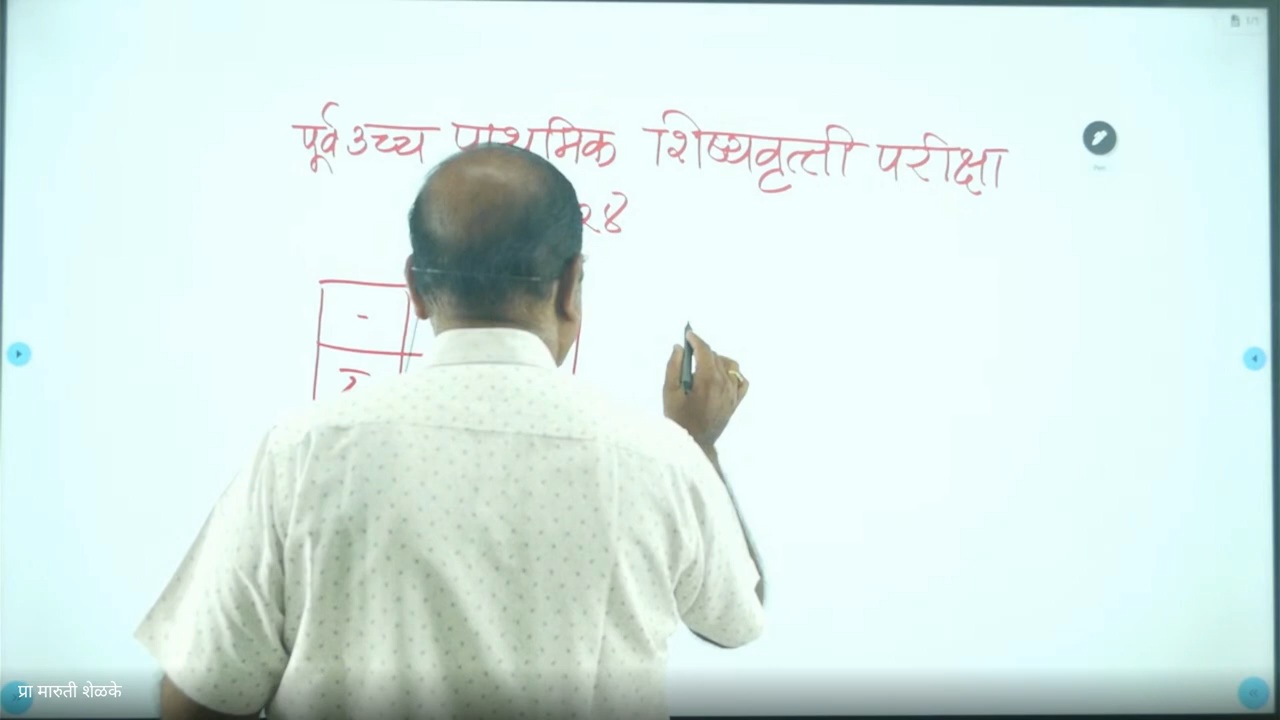 पूर्व उच्च प्राथमिक शिष्यवृत्ती परीक्षा
२४
-
प्रा मारुती शेळके